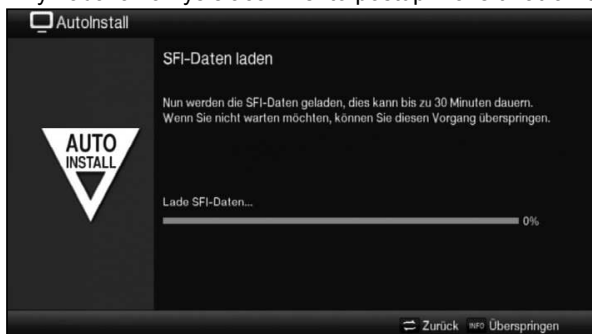 AutoInstall
SFI-Daten laden
Nun werden die SFI-Daten geladen, dies kann bis zu 30 Minuten dauern.
Wenn Sie nicht warten möchten, können Sie diesen Vorgang überspringen.
AUTO
INSTALL
Lade SFI-Daten...
0%
Zurück INFO Überspringen